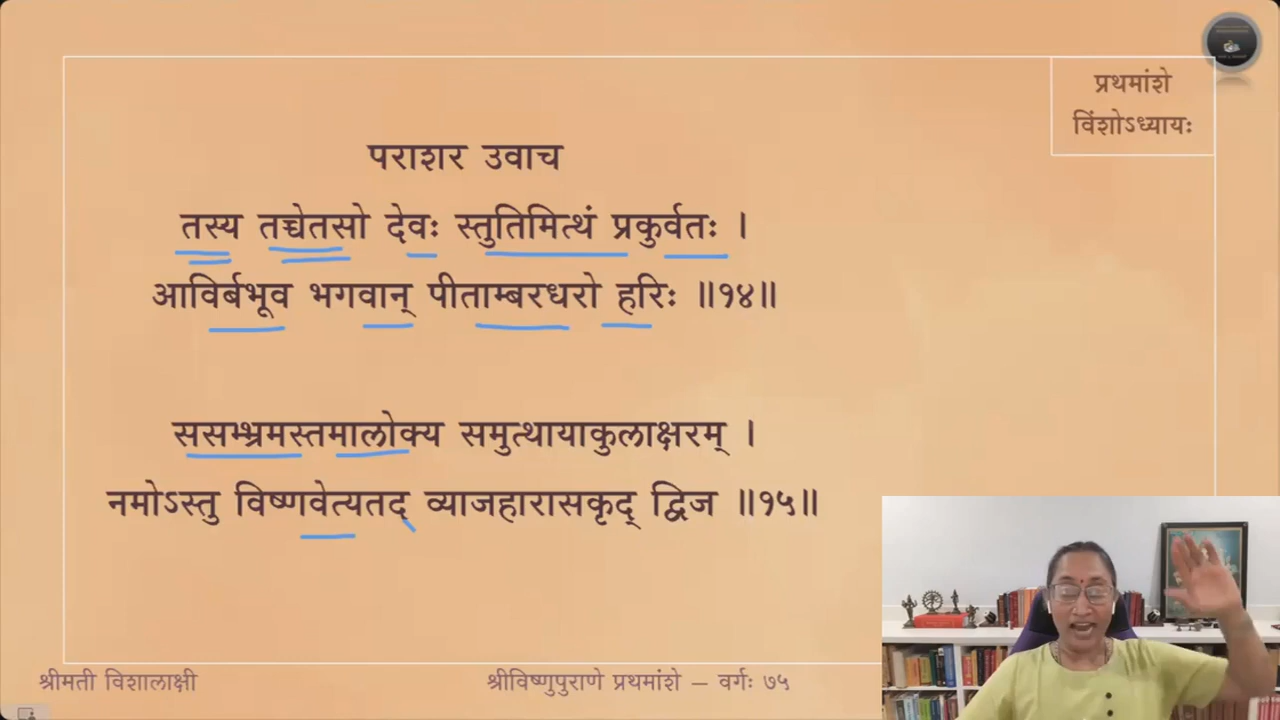 प्रथमांशे
विंशोऽध्यायः
पराशर उवाच
तस्य तच्चेतसो देवः स्तुतिमित्थं प्रकुर्वतः ।
आविर्बभूव भगवान् पीताम्बरधरो हरिः ॥१४॥
ससम्भ्रमस्तमालोक्य समुत्थायाकुलाक्षरम् ।
नमोऽस्तु विष्णवेत्यतद् व्याजहारासकृद् द्विज ॥१५॥
श्रीमती विशालाक्षी
श्रीविष्णुपुराणे प्रथमांशे – वर्गः ७५